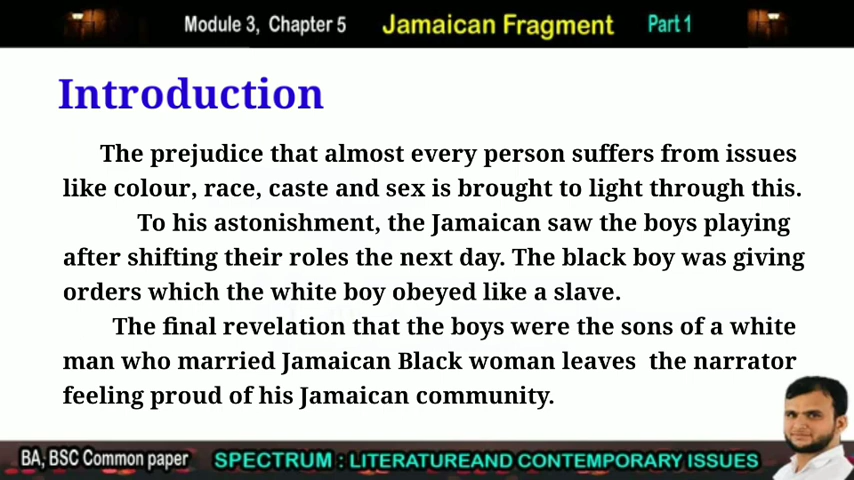 Module 3, Chapter 5 Jamaican Fragment Part 1
Introduction
The prejudice that almost every person suffers from issues
like colour, race, caste and sex is brought to light through this.
To his astonishment, the Jamaican saw the boys playing
after shifting their roles the next day. The black boy was giving
orders which the white boy obeyed like a slave.
The final revelation that the boys were the sons of a white
man who married Jamaican Black woman leaves the narrator
feeling proud of his Jamaican community.
BA, BSC Common paper SPECTRUM : LITERATUREAND CONTEMPORARY ISSUES